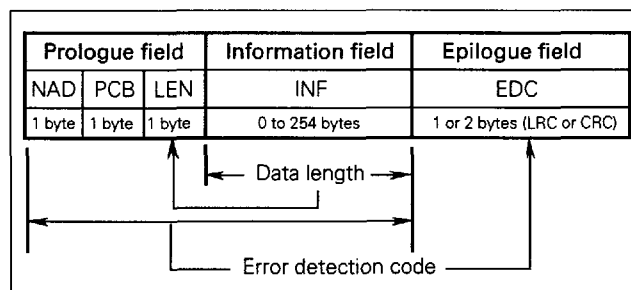 Prologue field Information field Epilogue field
NAD PCB LEN INF EDC
1 byte 1 byte 1 byte 0 to 254 bytes 1 or 2 bytes (LRC or CRC)
Data length
Error detection code